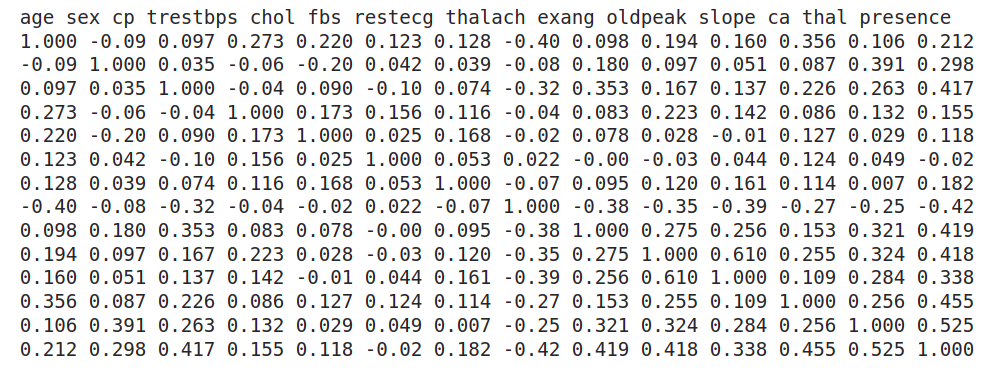 age sex cp trestbps chol fbs restecg thalach exang oldpeak slope ca thal presence
1.000 -0.09 0.097 0.273 0.220 0.123 0.128 -0.40 0.098 0.194 0.160 0.356 0.106 0.212
-0.09 1.000 0.035 -0.06 -0.20 0.042 0.039 -0.08 0.180 0.097 0.051 0.087 0.391 0.298
0.097 0.035 1.000 -0.04 0.090 -0.10 0.074 -0.32 0.353 0.167 0.137 0.226 0.263 0.417
0.273 -0.06 -0.04 1.000 0.173 0.156 0.116 -0.04 0.083 0.223 0.142 0.086 0.132 0.155
0.220 -0.20 0.090 0.173 1.000 0.025 0.168 -0.02 0.078 0.028 -0.01 0.127 0.029 0.118
0.123 0.042 -0.10 0.156 0.025 1.000 0.053 0.022 -0.00 -0.03 0.044 0.124 0.049 -0.02
0.128 0.039 0.074 0.116 0.168 0.053 1.000 -0.07 0.095 0.120 0.161 0.114 0.007 0.182
-0.40 -0.08 -0.32 -0.04 -0.02 0.022 -0.07 1.000 -0.38 -0.35 -0.39 -0.27 -0.25 -0.42
0.098 0.180 0.353 0.083 0.078 -0.00 0.095 -0.38 1.000 0.275 0.256 0.153 0.321 0.419
0.194 0.097 0.167 0.223 0.028 -0.03 0.120 -0.35 0.275 1.000 0.610 0.255 0.324 0.418
0.160 0.051 0.137 0.142 -0.01 0.044 0.161 -0.39 0.256 0.610 1.000 0.109 0.284 0.338
0.356 0.087 0.226 0.086 0.127 0.124 0.114 -0.27 0.153 0.255 0.109 1.000 0.256 0.455
0.106 0.391 0.263 0.132 0.029 0.049 0.007 -0.25 0.321 0.324 0.284 0.256 1.000 0.525
0.212 0.298 0.417 0.155 0.118 -0.02 0.182 -0.42 0.419 0.418 0.338 0.455 0.525 1.000